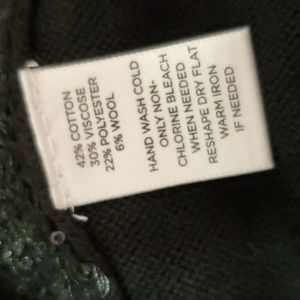 42% COTTON
30% VISCOSE
22% POLYESTER
6% WOOL
HAND WASH COLD
ONLY NON-
CHLORINE BLEACH
WHEN NEEDED
RESHAPE DRY FLAT
WARM IRON
IF NEEDED